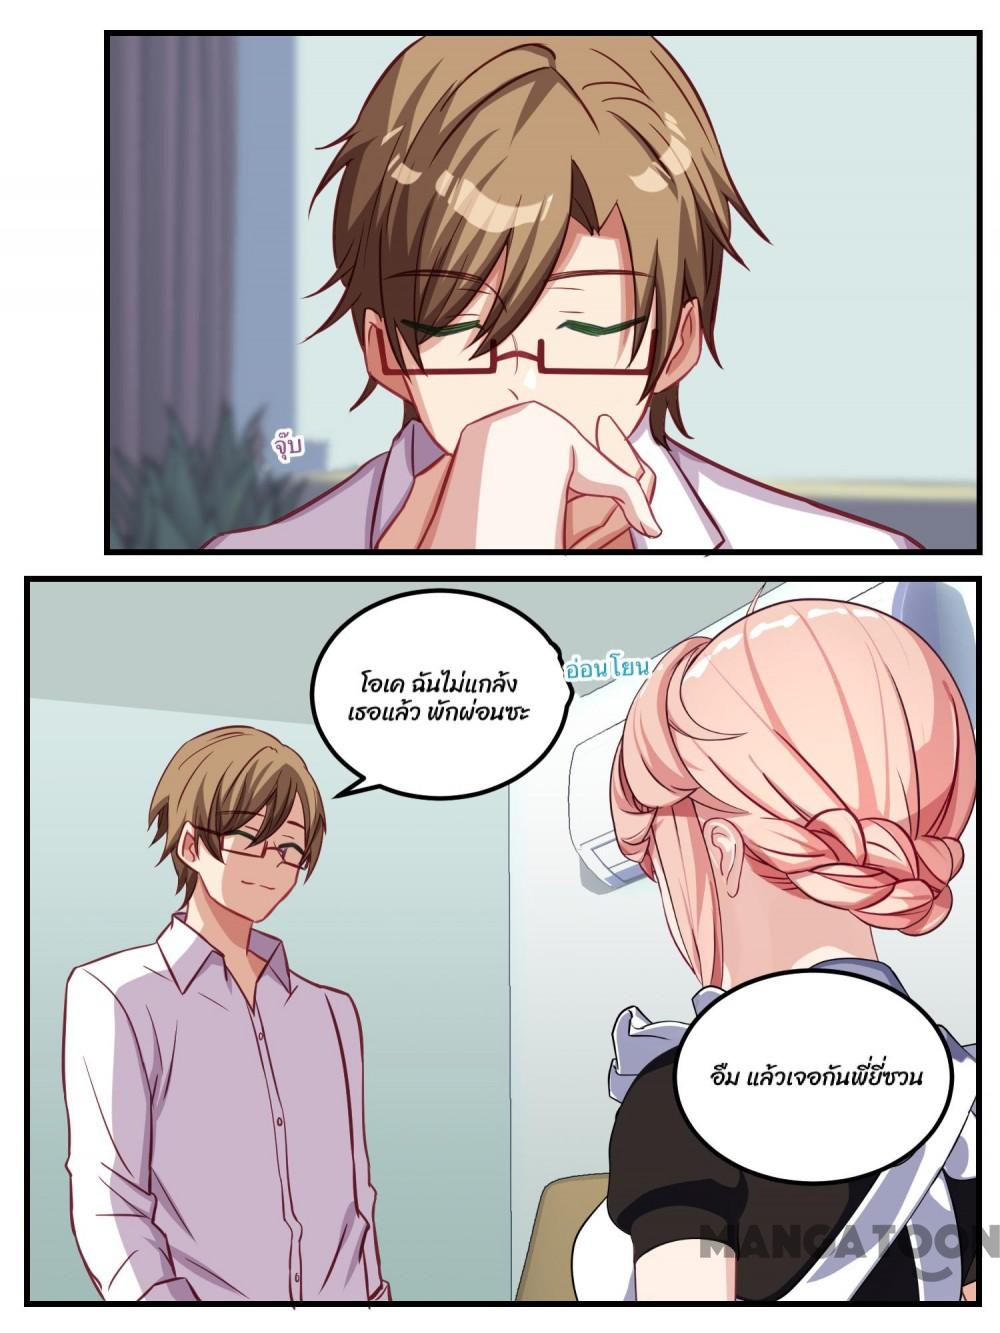 จุ๊บ
โอเค ฉันไม่แกล้ง
เธอแล้ว พักผ่อนซะ
อ่อนโยน
อืม แล้วเจอกันพี่ยี่ซวน
MANGATOON